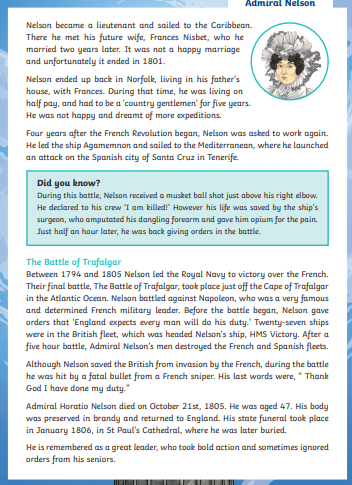 Admiral Nelson
Nelson became a lieutenant and sailed to the Caribbean.
There he met his future wife, Frances Nisbet, who he
married two years later. It was not a happy marriage
and unfortunately it ended in 1801.
Nelson ended up back in Norfolk, living in his father's
house, with Frances. During that time, he was living on
half pay, and had to be a 'country gentlemen' for five years.
He was not happy and dreamt of more expeditions.
Four years after the French Revolution began, Nelson was asked to work again.
He led the ship Agamemnon and sailed to the Mediterranean, where he launched
an attack on the Spanish city of Santa Cruz in Tenerife.
Did you know?
During this battle, Nelson received a musket ball shot just above his right elbow.
He declared to his crew 'I am killed!' However his life was saved by the ship's
surgeon, who amputated his dangling forearm and gave him opium for the pain.
Just half an hour later, he was back giving orders in the battle.
The Battle of Trafalgar
Between 1794 and 1805 Nelson led the Royal Navy to victory over the French.
Their final battle, The Battle of Trafalgar, took place just off the Cape of Trafalgar
in the Atlantic Ocean. Nelson battled against Napoleon, who was a very famous
and determined French military leader. Before the battle began, Nelson gave
orders that 'England expects every man will do his duty.' Twenty-seven ships
were in the British fleet, which was headed Nelson's ship, HMS Victory. After a
five hour battle, Admiral Nelson's men destroyed the French and Spanish fleets.
Although Nelson saved the British from invasion by the French, during the battle
he was hit by a fatal bullet from a French sniper. His last words were, " Thank
God I have done my duty."
Admiral Horatio Nelson died on October 21st, 1805. He was aged 47. His body
was preserved in brandy and returned to England. His state funeral took place
in January 1806, in St Paul's Cathedral, where he was later buried.
He is remembered as a great leader, who took bold action and sometimes ignored
orders from his seniors.